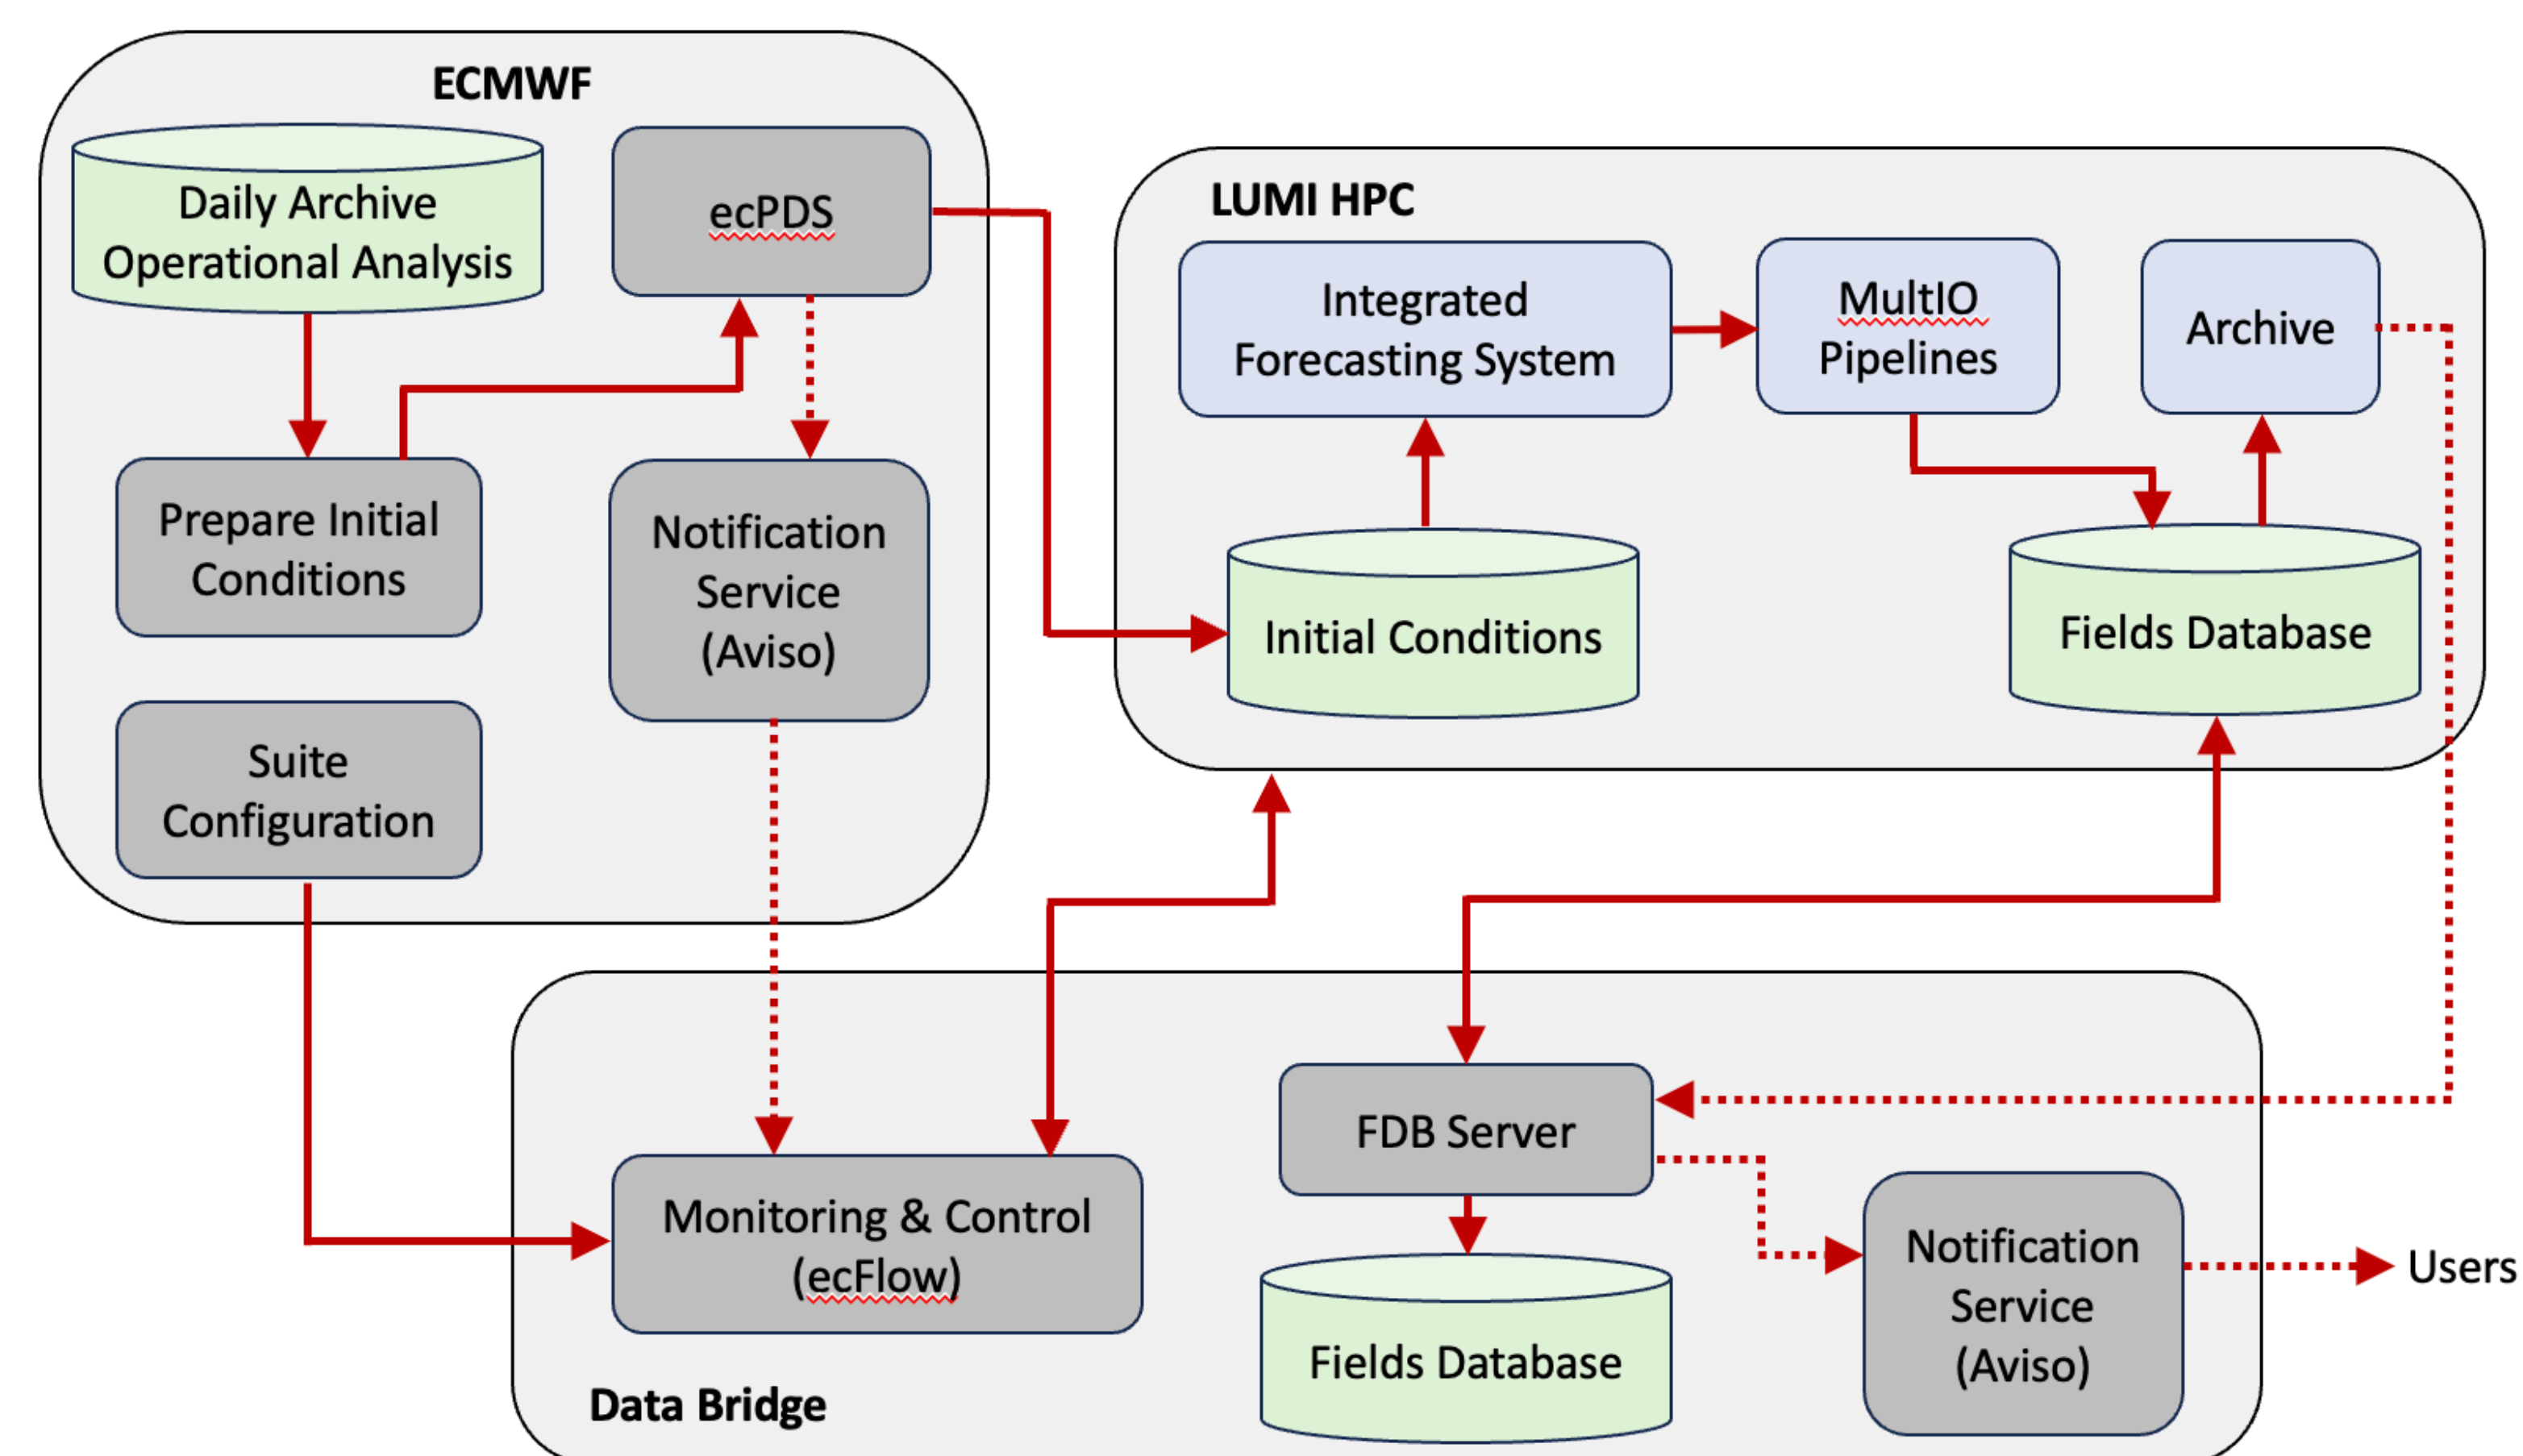 ECMWF
Daily Archive
Operational Analysis
ecPDS
Prepare Initial
Conditions
Notification
Service
(Aviso)
Suite
Configuration
LUMI HPC
Integrated
Forecasting System
MultIO
Pipelines
Archive
Initial Conditions
Fields Database
Monitoring & Control
(ecFlow)
Data Bridge
FDB Server
Fields Database
Notification
Service
(Aviso)
Users